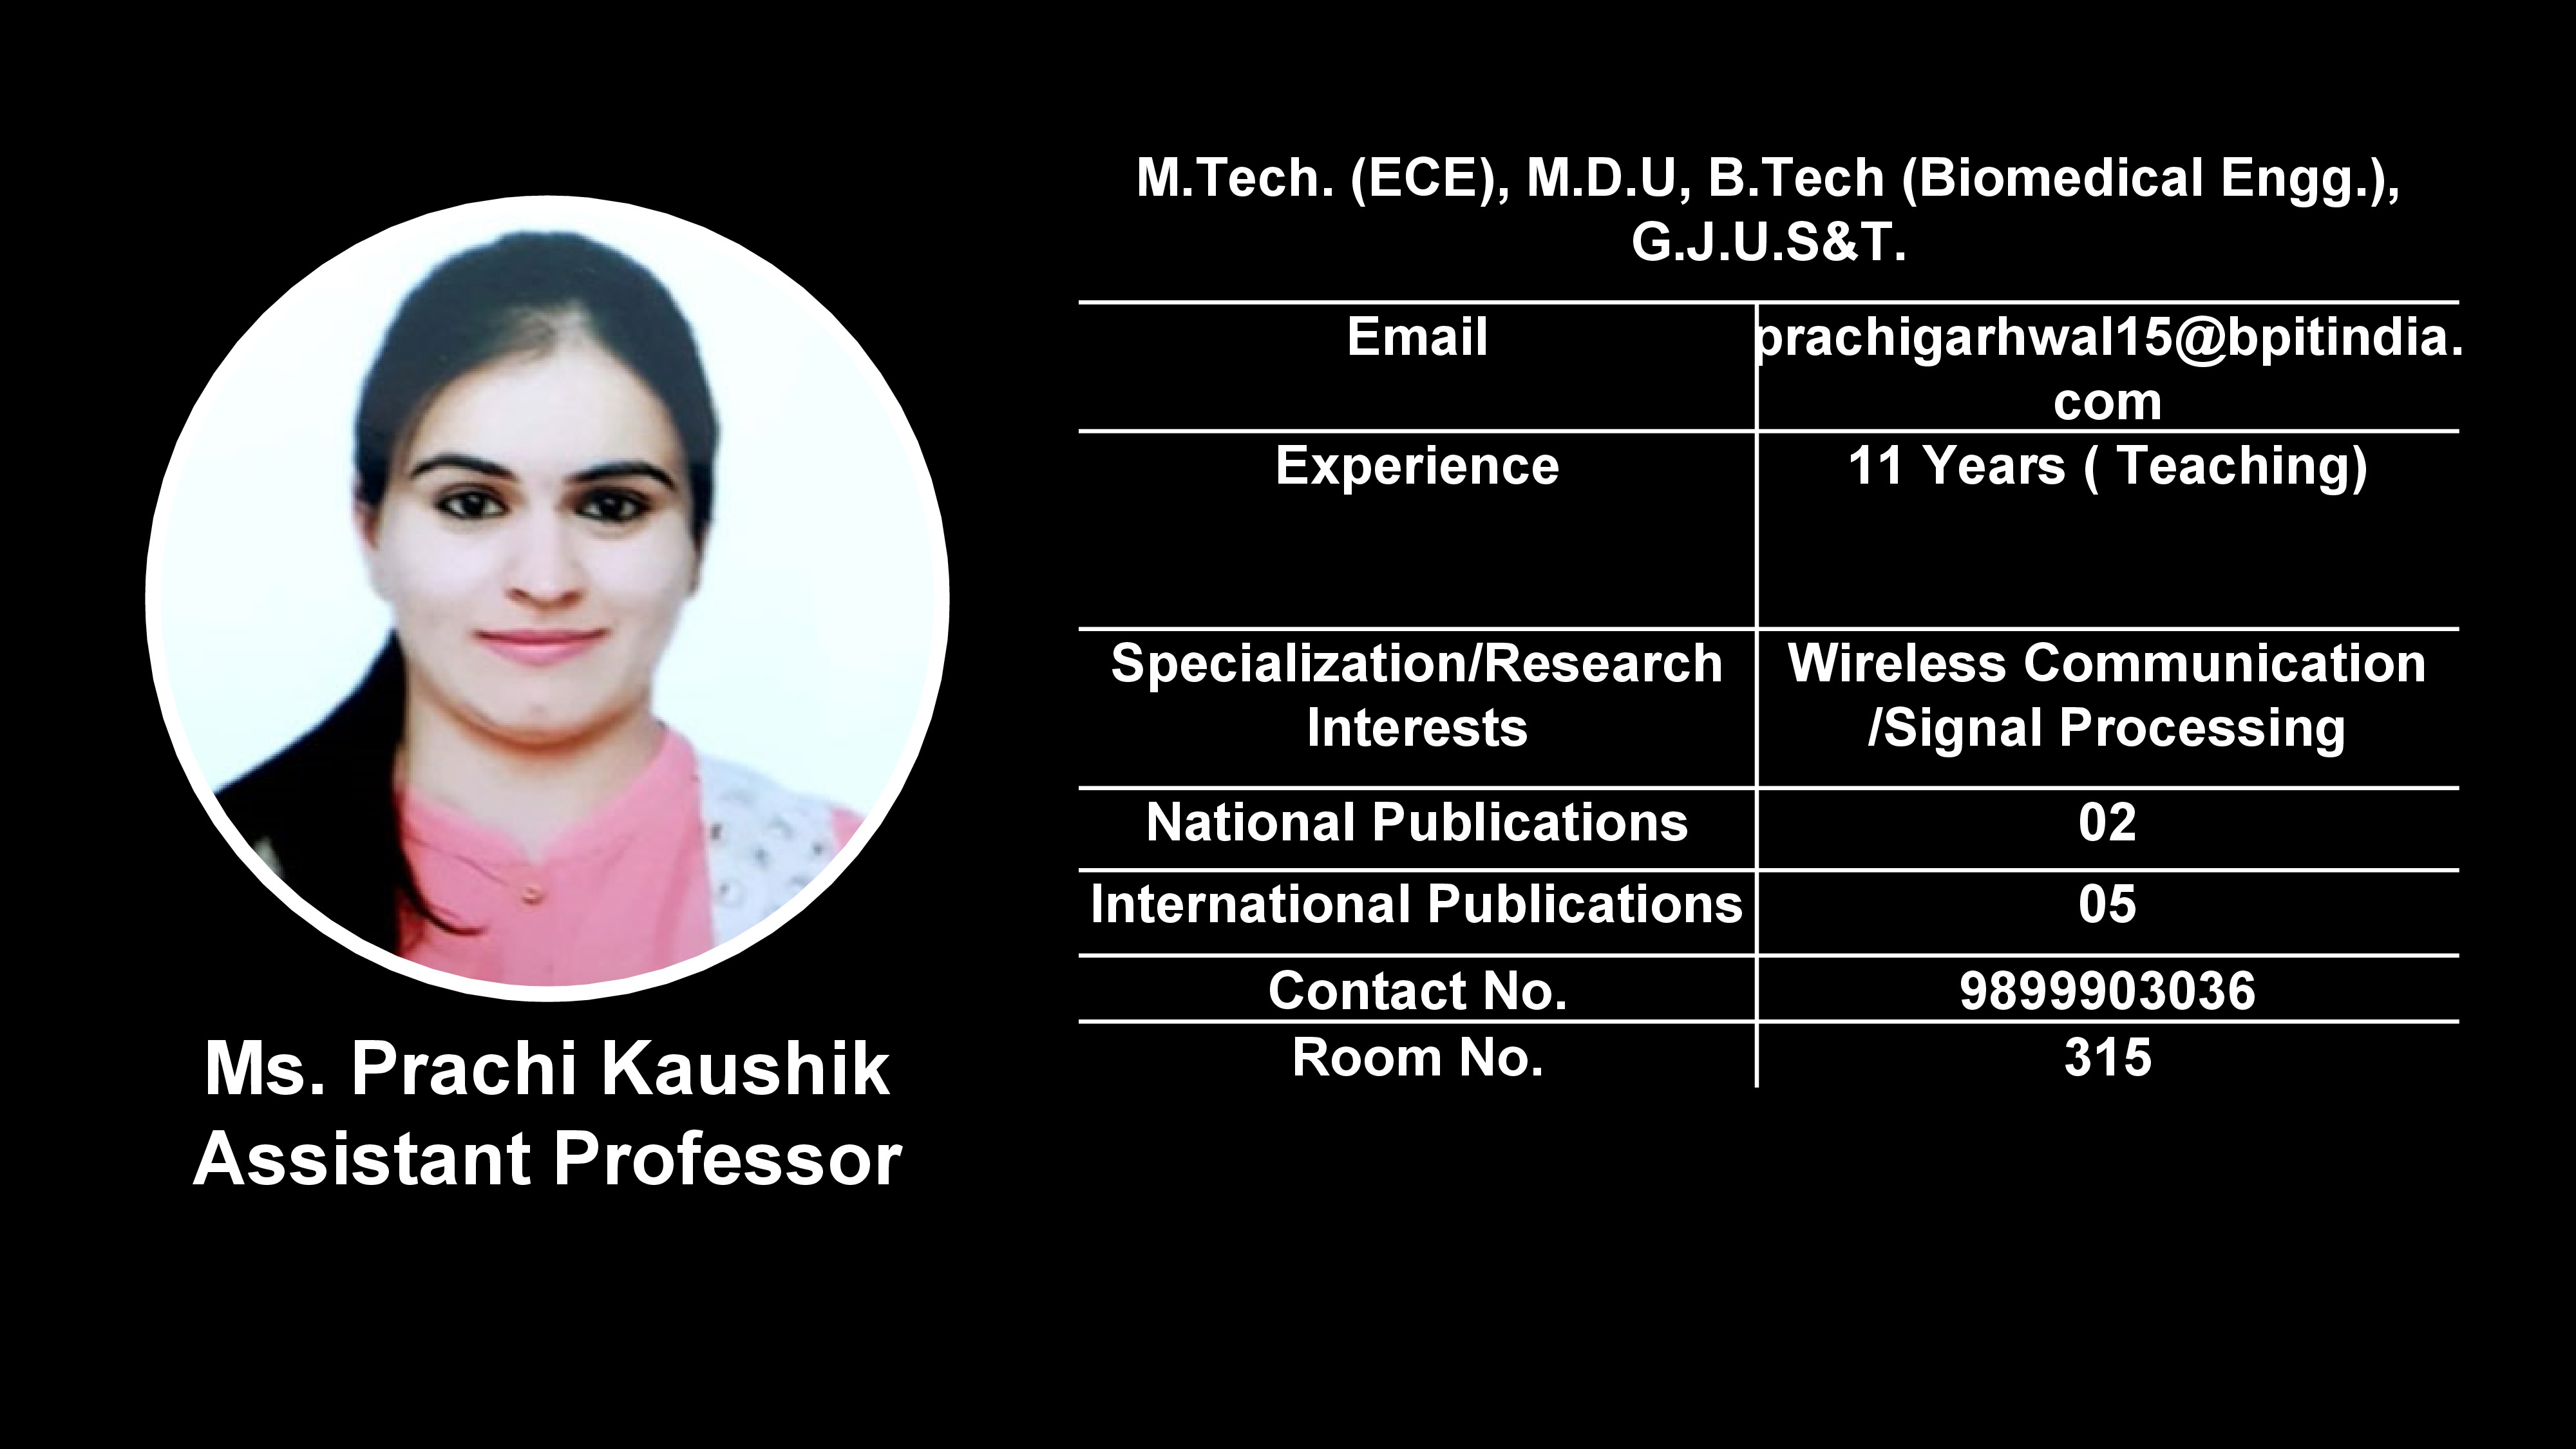 M.Tech. (ECE), M.D.U, B.Tech (Biomedical Engg.),
G.J.U.S&T.
Email
prachigarhwal15@bpitindia.
com
Experience
11 Years ( Teaching)
Specialization/Research
Interests
Wireless Communication
/Signal Processing
National Publications
02
International Publications
05
Contact No.
9899903036
Room No.
315
Ms. Prachi Kaushik
Assistant Professor